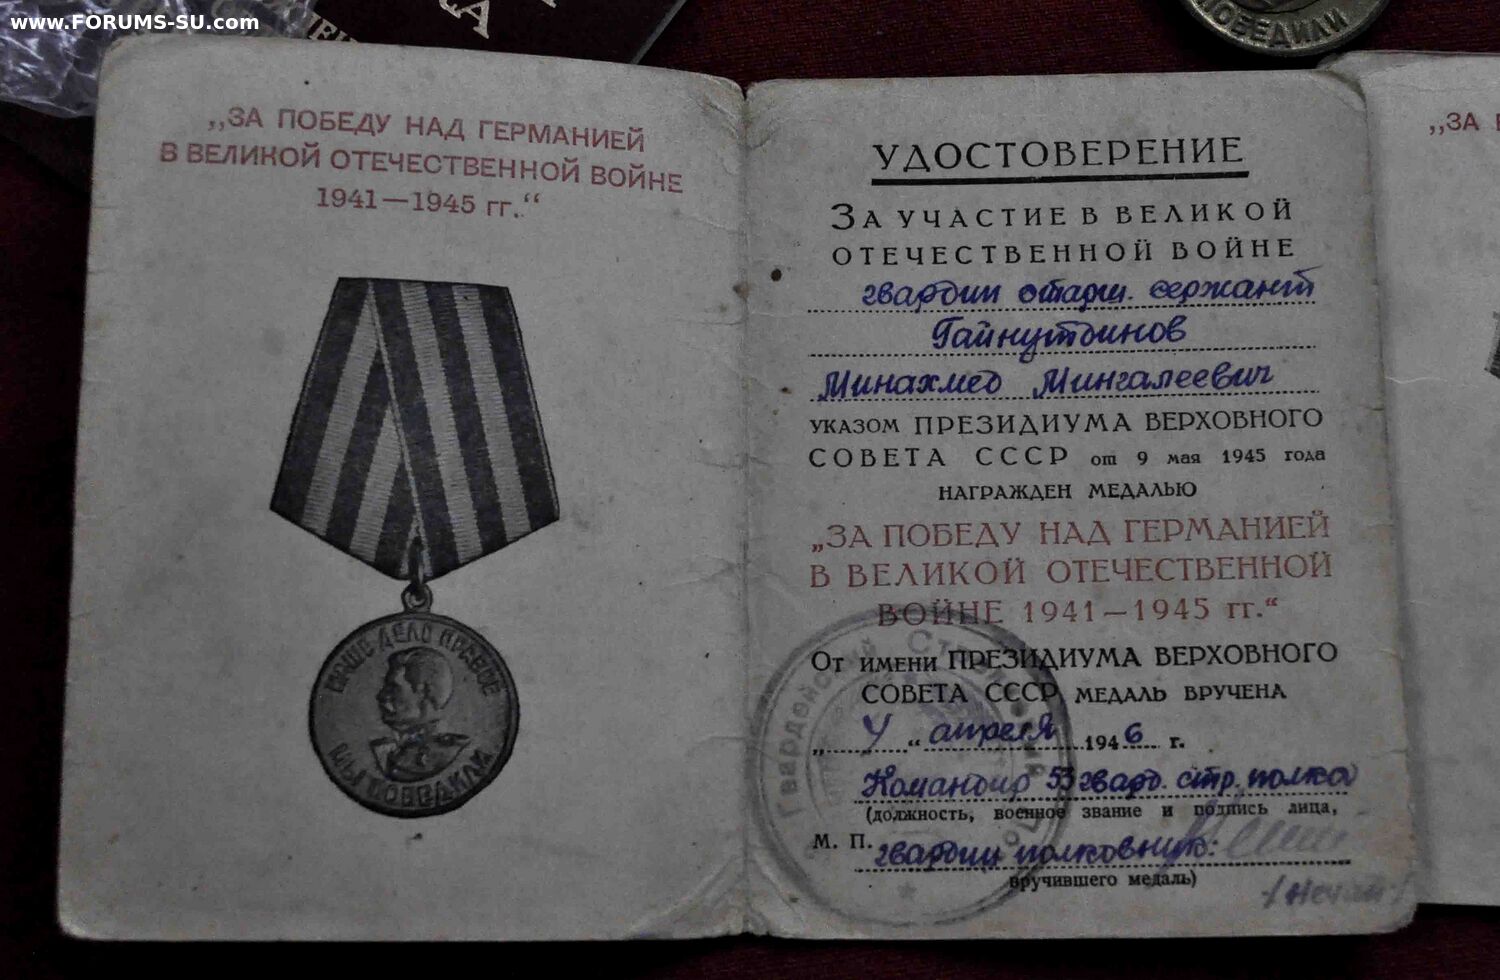 www.FORUMS-SU.com
ПОБЕДИЛИ
„ЗА ПОБЕДУ НАД ГЕРМАНИЕЙ
В ВЕЛИКОЙ ОТЕЧЕСТВЕННОЙ ВОЙНЕ
1941—1945 гг.“
НАШЕ ДЕЛО ПРАВОЕ
МЫ ПОБЕДИЛИ
УДОСТОВЕРЕНИЕ
ЗА УЧАСТИЕ В ВЕЛИКОЙ
ОТЕЧЕСТВЕННОЙ ВОЙНЕ
гвардии старш. сержант
Гайнутдинов
Минахмед Мингалеевич
УКАЗОМ ПРЕЗИДИУМА ВЕРХОВНОГО
СОВЕТА СССР от 9 мая 1945 года
НАГРАЖДЕН МЕДАЛЬЮ
„ЗА ПОБЕДУ НАД ГЕРМАНИЕЙ
В ВЕЛИКОЙ ОТЕЧЕСТВЕННОЙ
ВОЙНЕ 1941—1945 гг.“
ОТ ИМЕНИ ПРЕЗИДИУМА ВЕРХОВНОГО
СОВЕТА СССР МЕДАЛЬ ВРУЧЕНА
„4“ апреля 1946 г.
Командир 53 гвард. стр. полка
(должность, военное звание и подпись лица,
М. П. гвардии полковник:
вручившего медаль)
Гвардейский
„ЗА